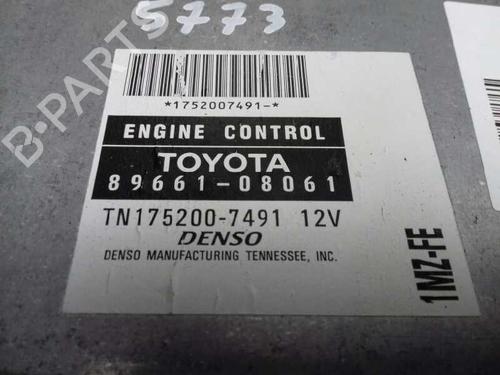 5773
B-PARTS
*1752007491-*
ENGINE CONTROL
TOYOTA
89661-08061
TN175200-7491 12V
DENSO
DENSO MANUFACTURING TENNESSEE, INC.
1MZ-FE